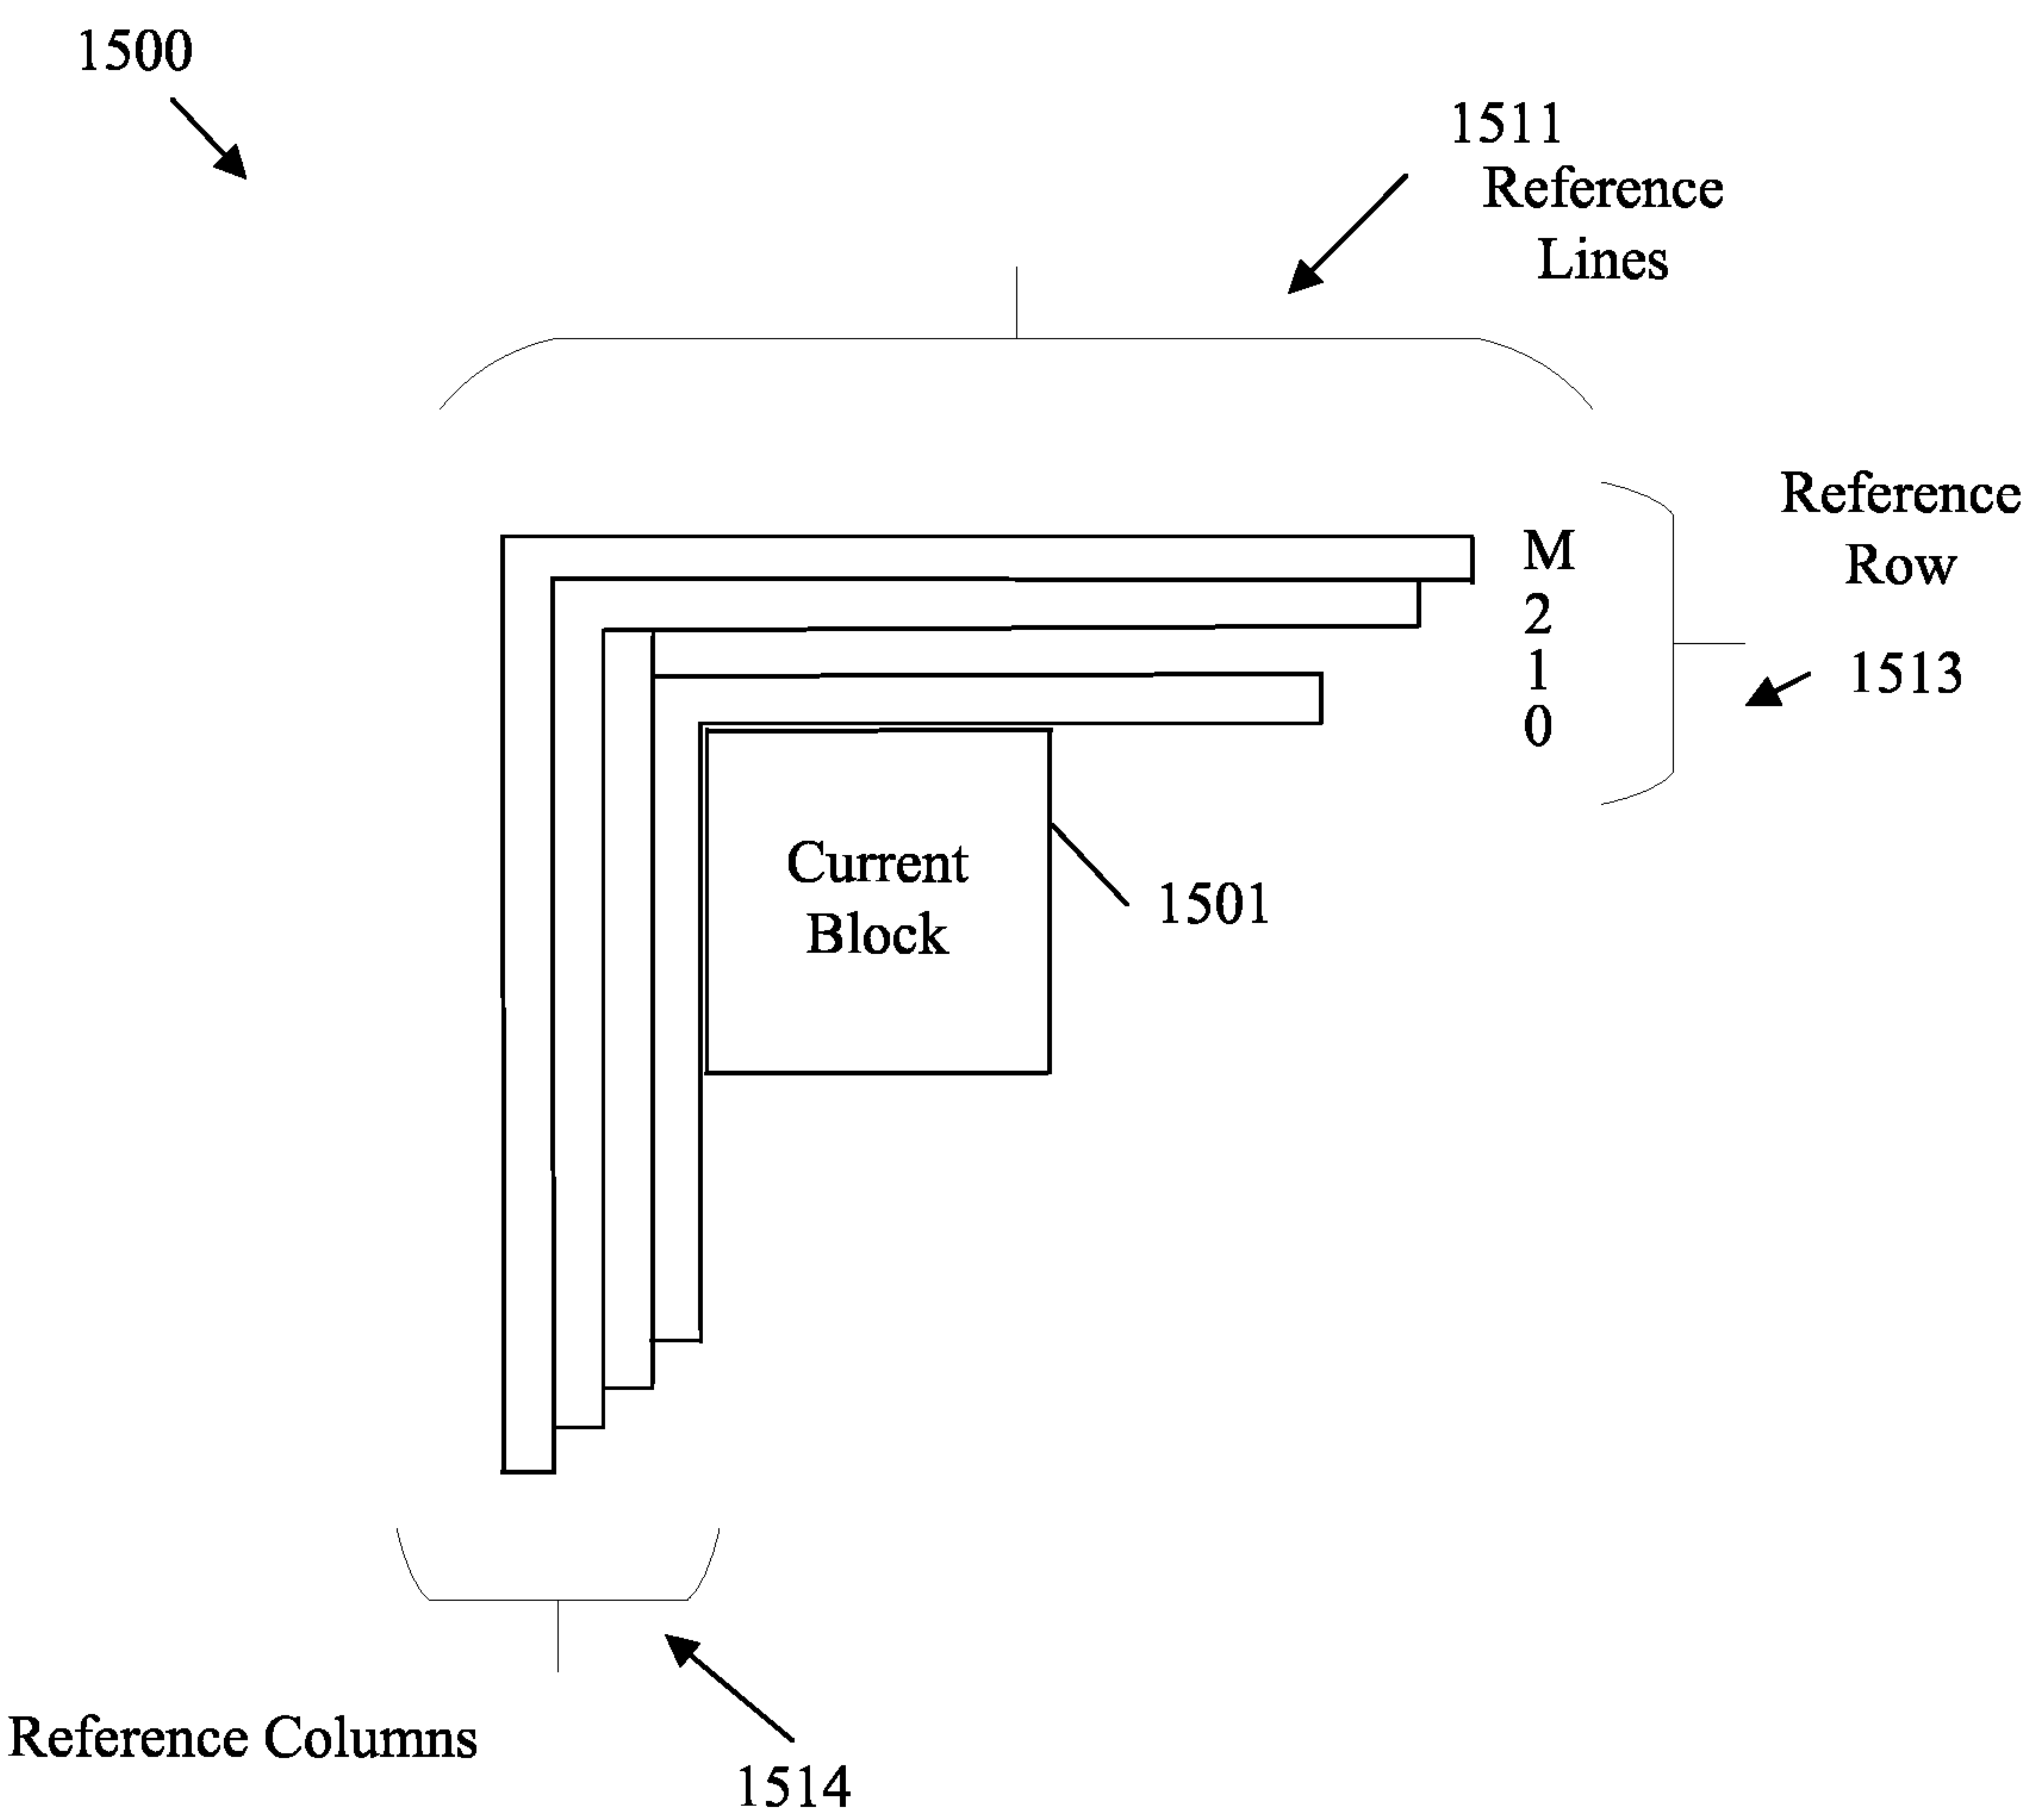 1500
1511
Reference
Lines
Reference
Row
M
2
1
0
1513
Current
Block
1501
Reference Columns
1514